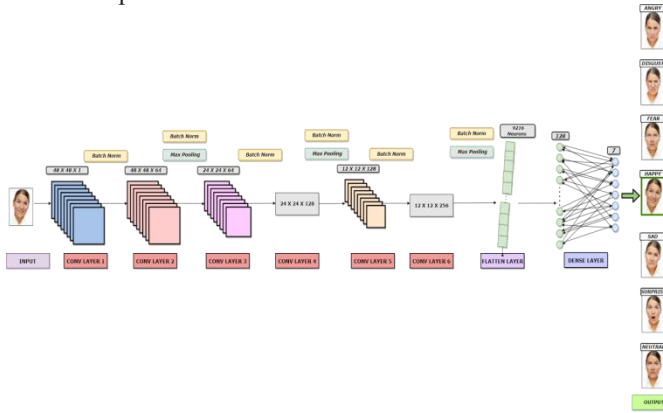 ANGRY
DISGUST
FEAR
Batch Norm
Batch Norm
Batch Norm
9216
Neurons
128
Batch Norm
Max Pooling
Batch Norm
Max Pooling
Batch Norm
Max Pooling
7
48 X 48 X 1
48 X 48 X 64
24 X 24 X 64
12 X 12 X 128
HAPPY
24 X 24 X 128
12 X 12 X 256
INPUT
CONV LAYER 1
CONV LAYER 2
CONV LAYER 3
CONV LAYER 4
CONV LAYER 5
CONV LAYER 6
FLATTEN LAYER
DENSE LAYER
SAD
SURPRISE
NEUTRAL
OUTPUT